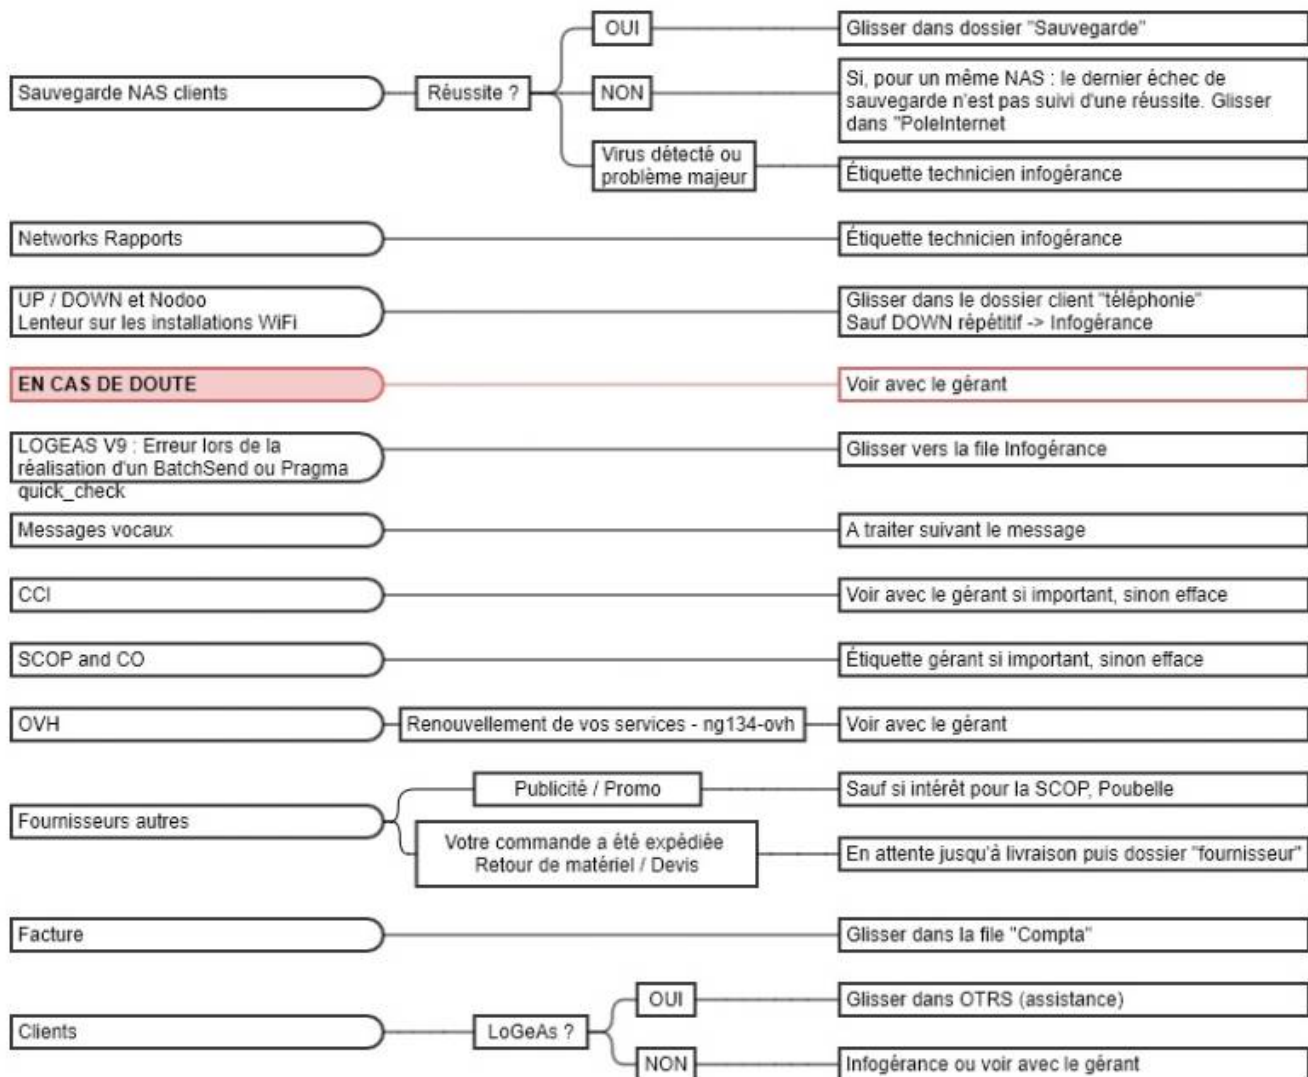 OUI
Glisser dans dossier "Sauvegarde"
Sauvegarde NAS clients
Réussite ?
NON
Si, pour un même NAS : le dernier échec de
sauvegarde n'est pas suivi d'une réussite. Glisser
dans "PoleInternet
Virus détecté ou
problème majeur
Étiquette technicien infogérance
Networks Rapports
Étiquette technicien infogérance
UP / DOWN et Nodoo
Lenteur sur les installations WiFi
Glisser dans le dossier client "téléphonie"
Sauf DOWN répétitif -> Infogérance
EN CAS DE DOUTE
Voir avec le gérant
LOGEAS V9 : Erreur lors de la
réalisation d'un BatchSend ou Pragma
quick_check
Glisser vers la file Infogérance
Messages vocaux
A traiter suivant le message
CCI
Voir avec le gérant si important, sinon efface
SCOP and CO
Étiquette gérant si important, sinon efface
OVH
Renouvellement de vos services - ng134-ovh
Voir avec le gérant
Fournisseurs autres
Publicité / Promo
Sauf si intérêt pour la SCOP, Poubelle
Votre commande a été expédiée
Retour de matériel / Devis
En attente jusqu'à livraison puis dossier "fournisseur"
Facture
Glisser dans la file "Compta"
Clients
LoGeAs ?
OUI
Glisser dans OTRS (assistance)
NON
Infogérance ou voir avec le gérant